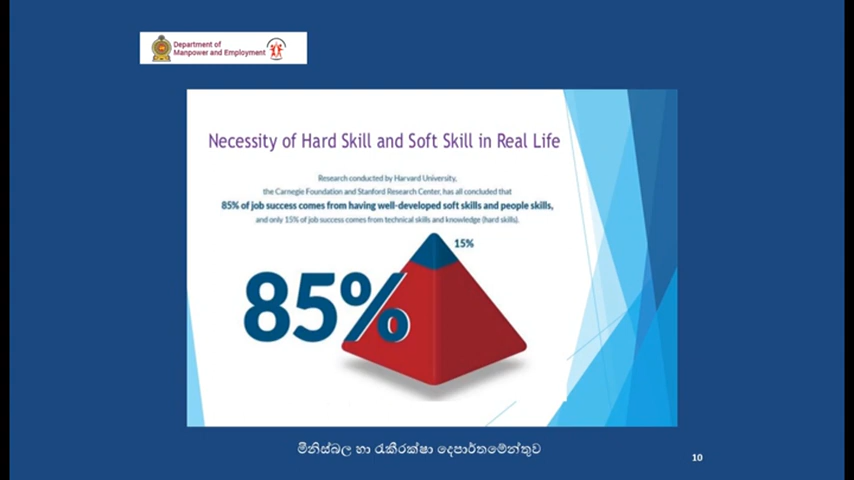 Department of
Manpower and Employment
Necessity of Hard Skill and Soft Skill in Real Life
Research conducted by Harvard University,
the Carnegie Foundation and Stanford Research Center, has all concluded that
85% of job success comes from having well-developed soft skills and people skills,
and only 15% of job success comes from technical skills and knowledge (hard skills).
15%
85%
මිනිස්බල හා රැකීරක්ෂා දෙපාර්තමේන්තුව
10